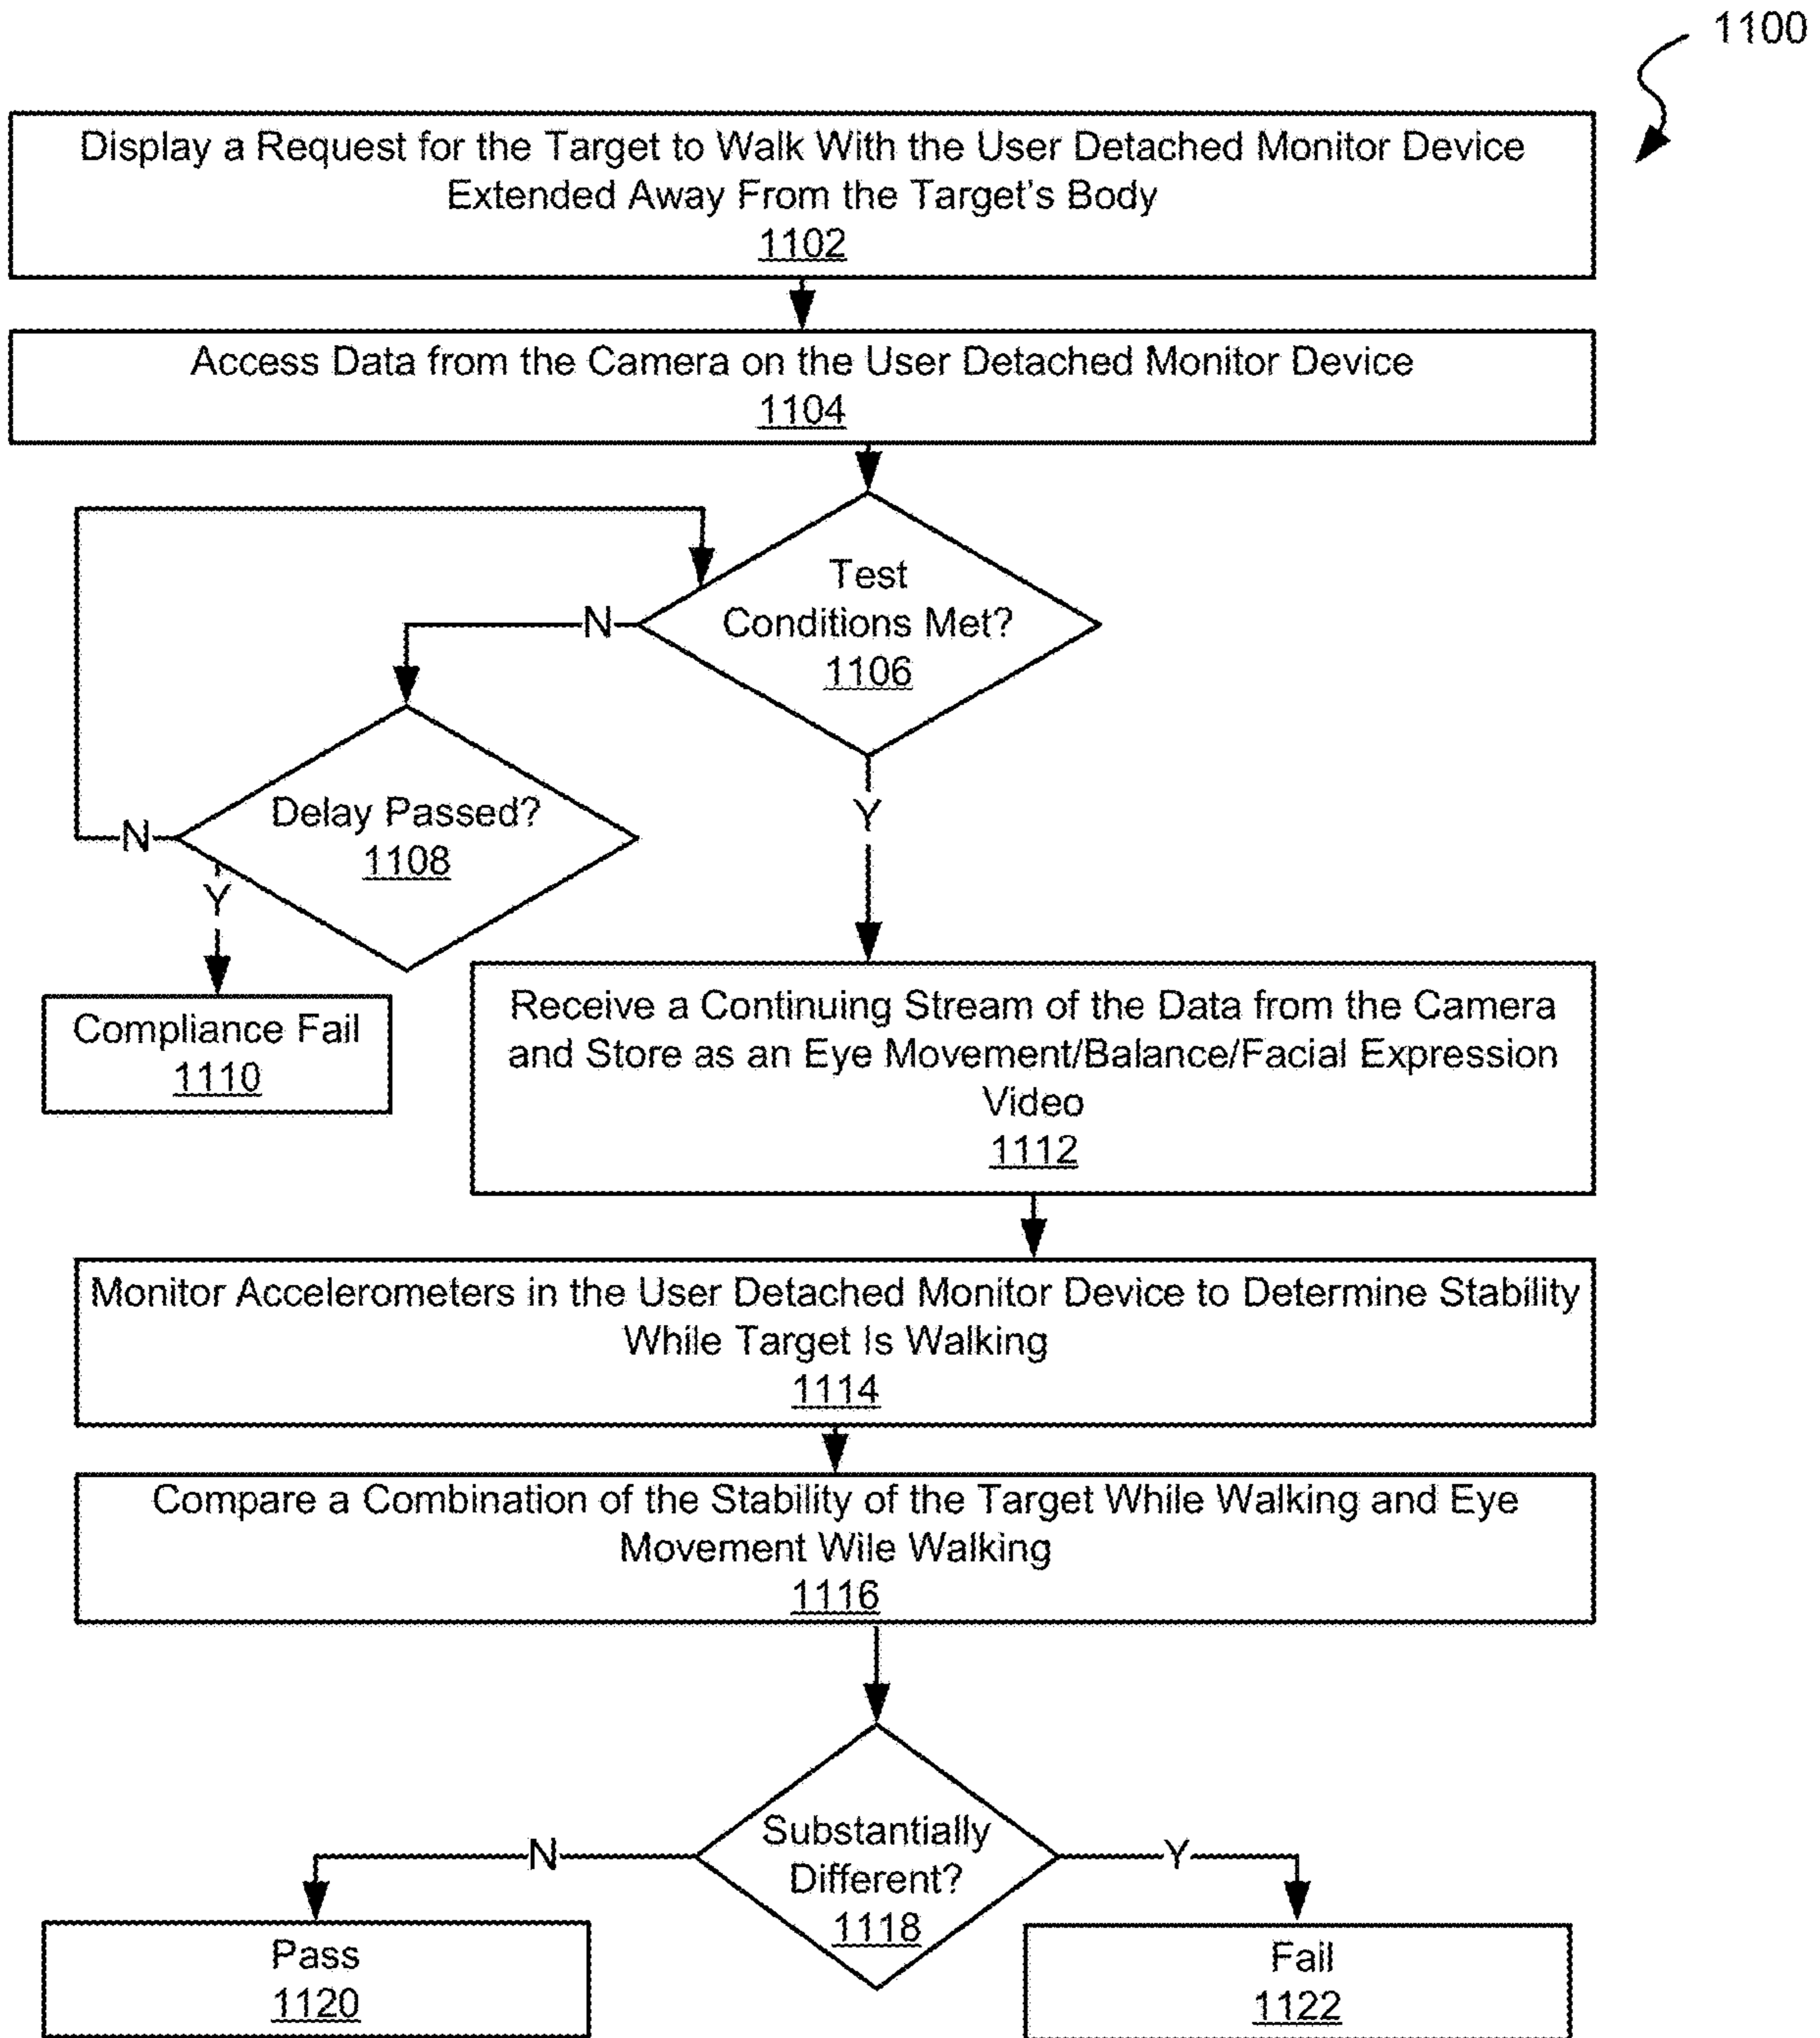 1100
Display a Request for the Target to Walk With the User Detached Monitor Device
Extended Away From the Target's Body
1102
Access Data from the Camera on the User Detached Monitor Device
1104
Test
Conditions Met?
1106
N
Delay Passed?
1108
N
Y
Y
Compliance Fail
1110
Receive a Continuing Stream of the Data from the Camera
and Store as an Eye Movement/Balance/Facial Expression
Video
1112
Monitor Accelerometers in the User Detached Monitor Device to Determine Stability
While Target Is Walking
1114
Compare a Combination of the Stability of the Target While Walking and Eye
Movement Wile Walking
1116
Substantially
Different?
1118
N
Y
Pass
1120
Fail
1122